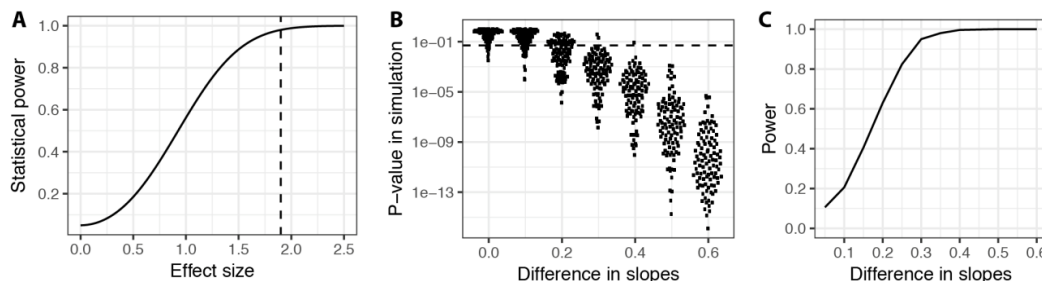 A
Statistical power
1.0
0.8
0.6
0.4
0.2
0.0 0.5 1.0 1.5 2.0 2.5
Effect size
B
P−value in simulation
1e−01
1e−05
1e−09
1e−13
0.0 0.2 0.4 0.6
Difference in slopes
C
Power
1.0
0.8
0.6
0.4
0.2
0.0
0.1 0.2 0.3 0.4 0.5 0.6
Difference in slopes